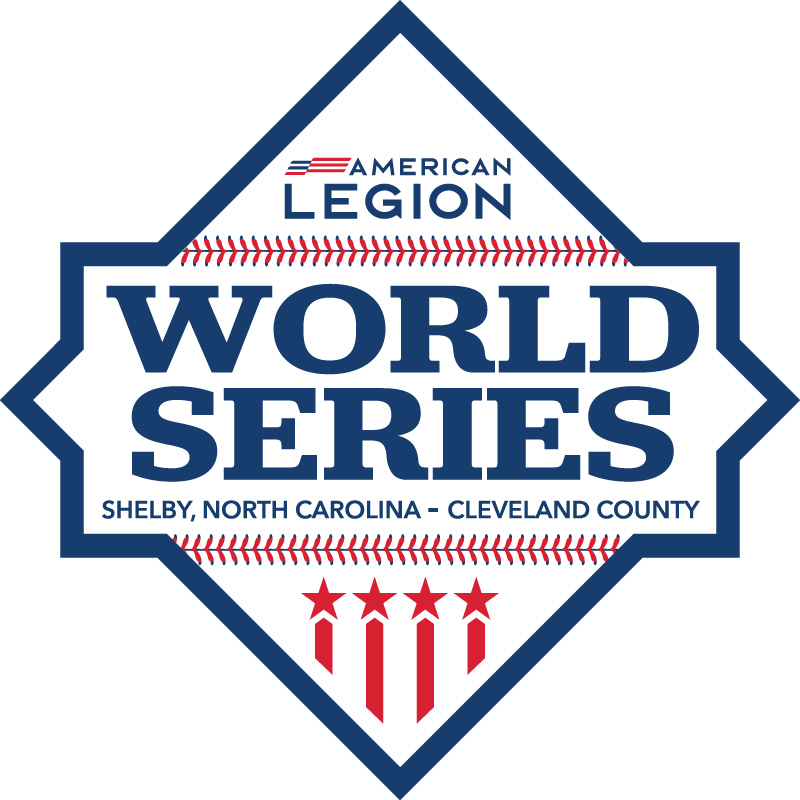 AMERICAN
LEGION
WORLD
SERIES
SHELBY, NORTH CAROLINA - CLEVELAND COUNTY